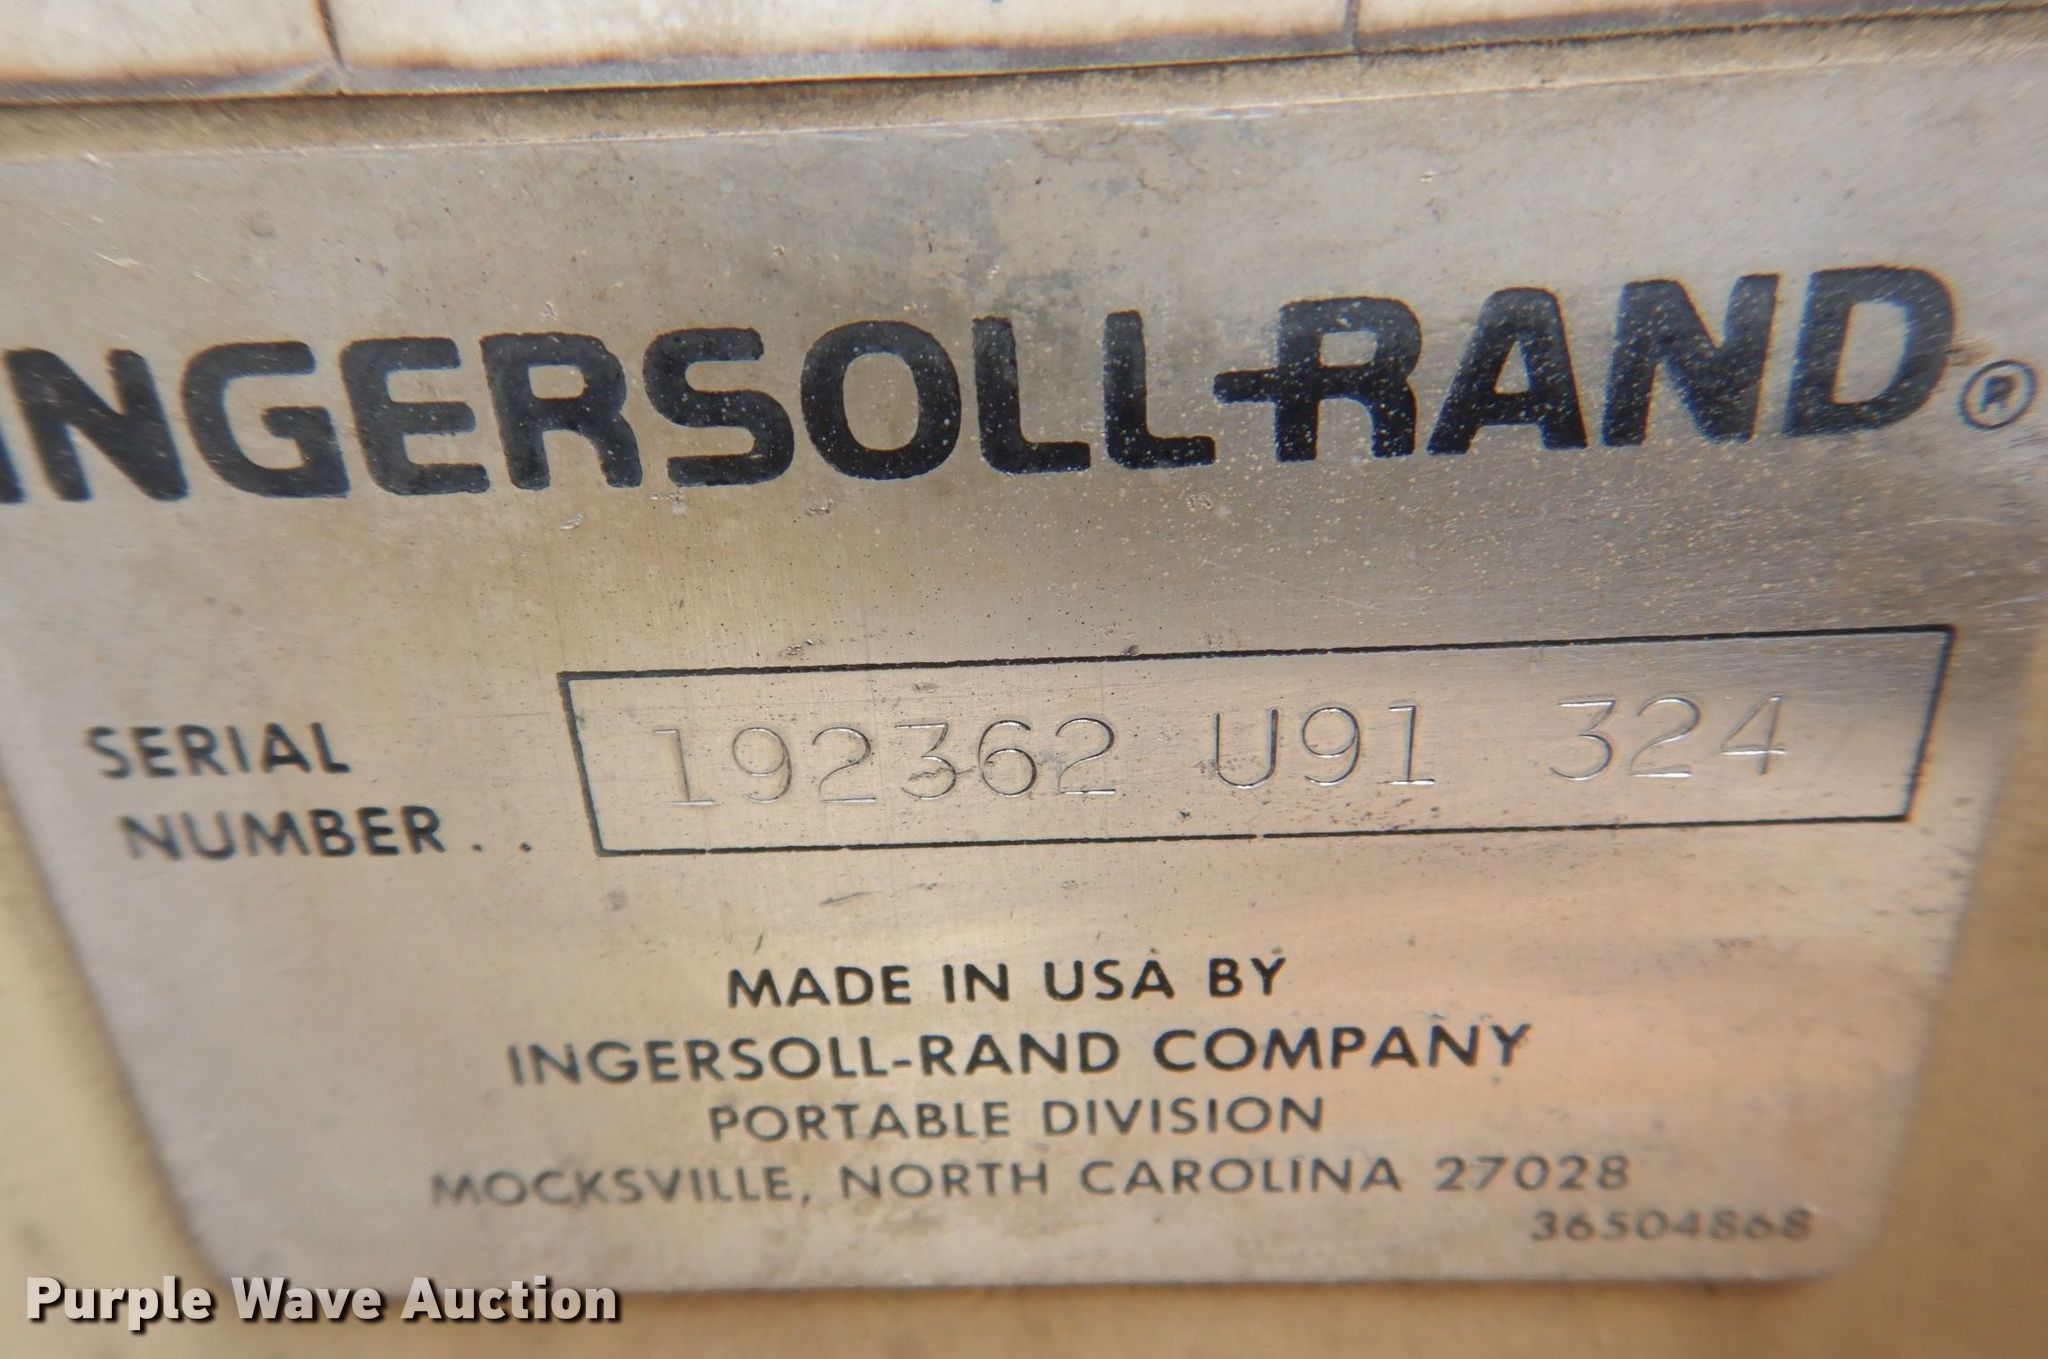 INGERSOLL-RAND®
SERIAL
NUMBER . .
192362 U91 324
MADE IN USA BY
INGERSOLL-RAND COMPANY
PORTABLE DIVISION
MOCKSVILLE, NORTH CAROLINA 27028
36504868
Purple Wave Auction